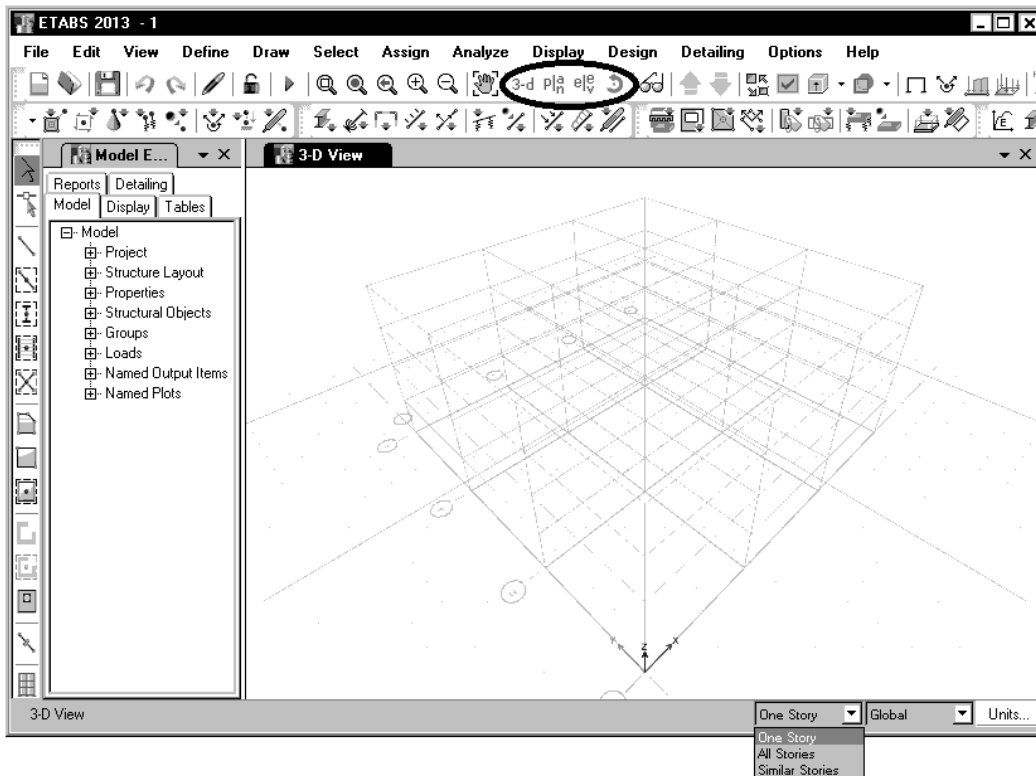 ETABS 2013 - 1
File Edit View Define Draw Select Assign Analyze Display Design Detailing Options Help
3-d plan elev
Model E...
3-D View
Reports Detailing
Model Display Tables
Model
Project
Structure Layout
Properties
Structural Objects
Groups
Loads
Named Output Items
Named Plots
Y Z X
3-D View
One Story Global Units...
One Story
All Stories
Similar Stories